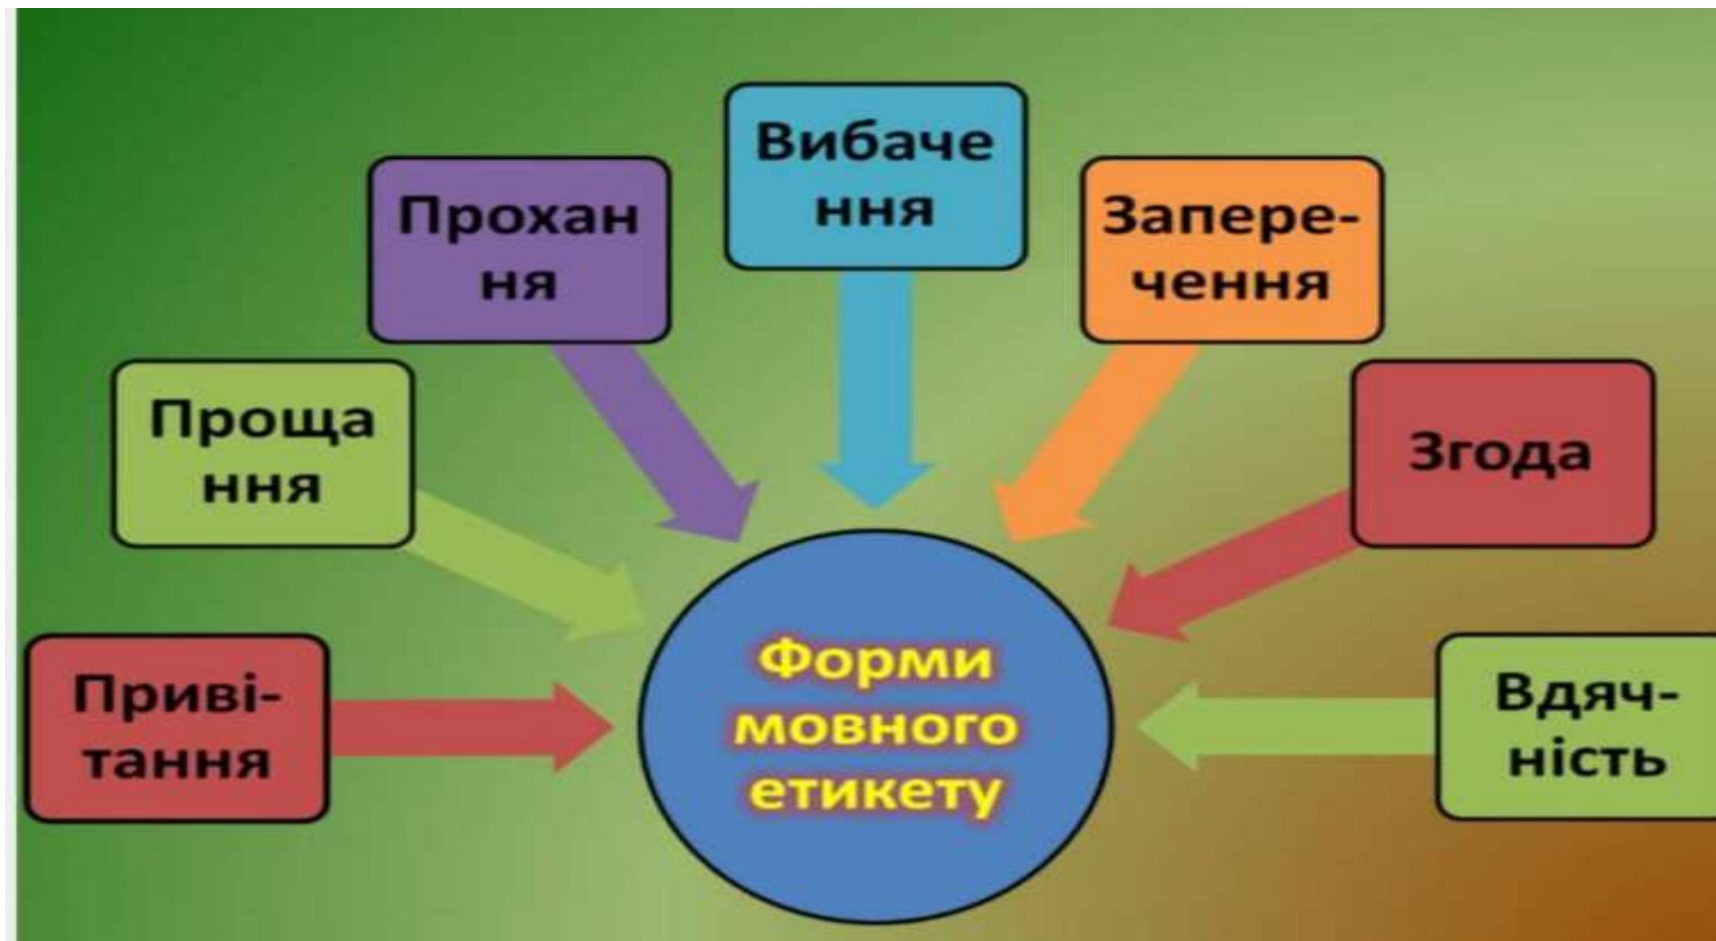 Вибаче
ння
Прохан
ня
Запере-
чення
Проща
ння
Згода
Приві-
тання
Форми
мовного
етикету
Вдяч-
ність